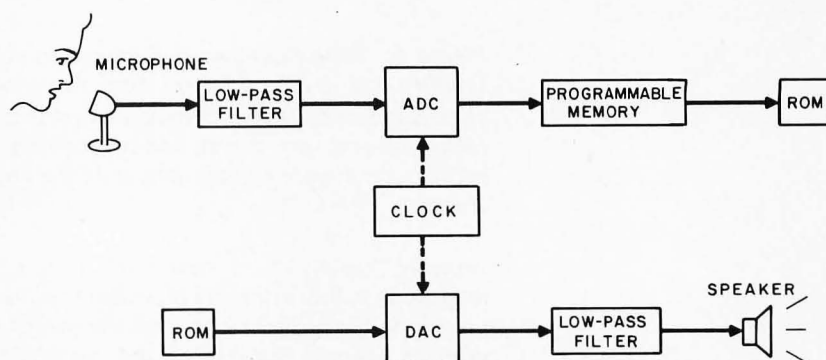 MICROPHONE
LOW-PASS
FILTER
ADC
PROGRAMMABLE
MEMORY
ROM
CLOCK
ROM
DAC
LOW-PASS
FILTER
SPEAKER